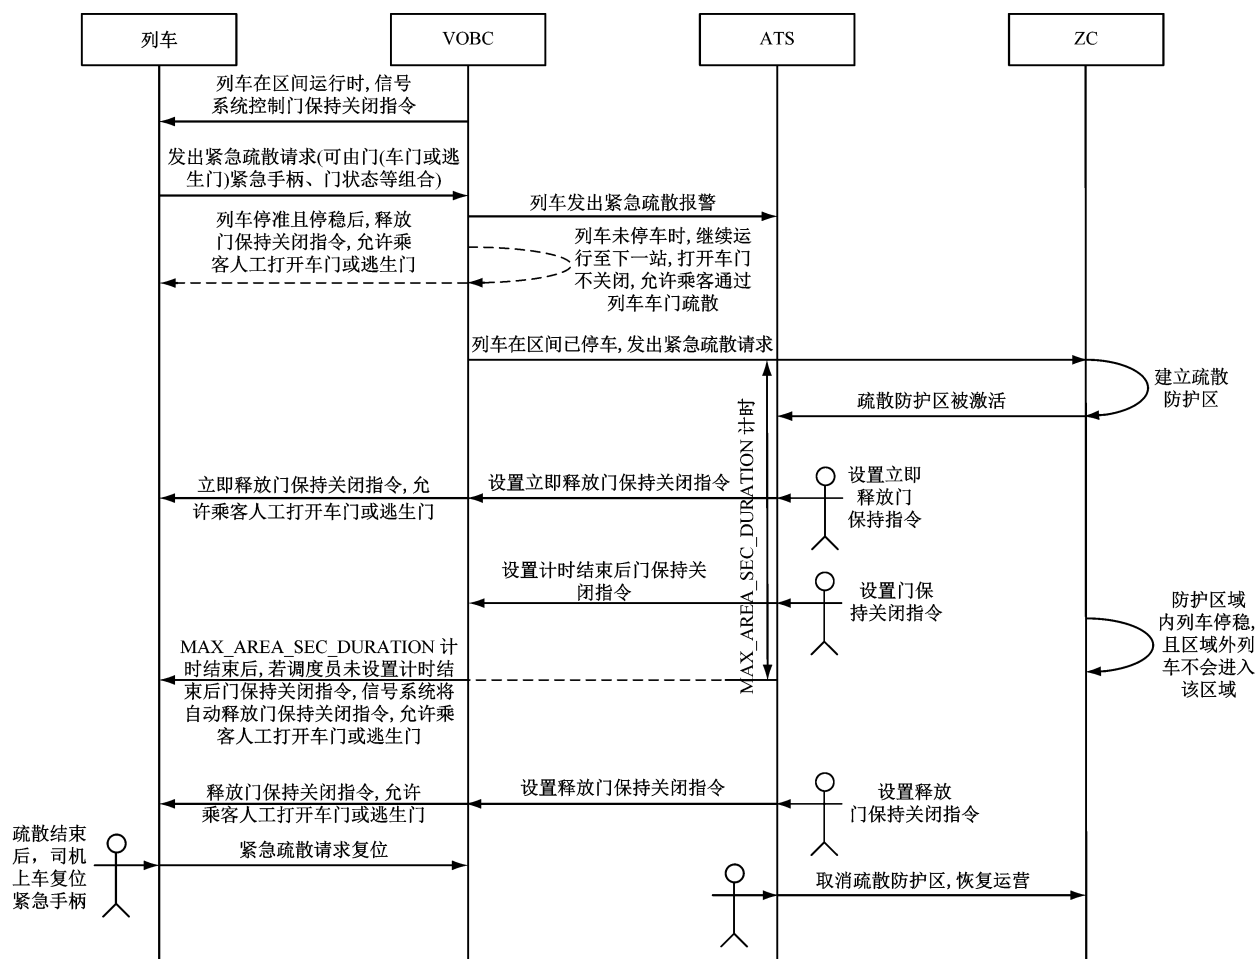 列车
VOBC
ATS
ZC
列车在区间运行时,信号
系统控制门保持关闭指令
发出紧急疏散请求(可由门(车门或逃
生门)紧急手柄、门状态等组合)
列车发出紧急疏散报警
列车停准且停稳后,释放
门保持关闭指令,允许乘
客人工打开车门或逃生门
列车未停车时,继续运
行至下一站,打开车门
不关闭,允许乘客通过
列车车门疏散
列车在区间已停车,发出紧急疏散请求
建立疏散
防护区
疏散防护区被激活
MAX_AREA_SEC_DURATION 计时
立即释放门保持关闭指令,允
许乘客人工打开车门或逃生门
设置立即释放门保持关闭指令
设置立即
释放门
保持指令
设置计时结束后门保持关
闭指令
设置门保
持关闭指令
防护区域
内列车停稳,
且区域外列
车不会进入
该区域
MAX_AREA_SEC_DURATION 计
时结束后,若调度员未设置计时结
束后门保持关闭指令,信号系统将
自动释放门保持关闭指令,允许乘
客人工打开车门或逃生门
释放门保持关闭指令,允许
乘客人工打开车门或逃生门
设置释放门保持关闭指令
设置释放
门保持关闭指令
疏散结束
后，司机
上车复位
紧急手柄
紧急疏散请求复位
取消疏散防护区,恢复运营